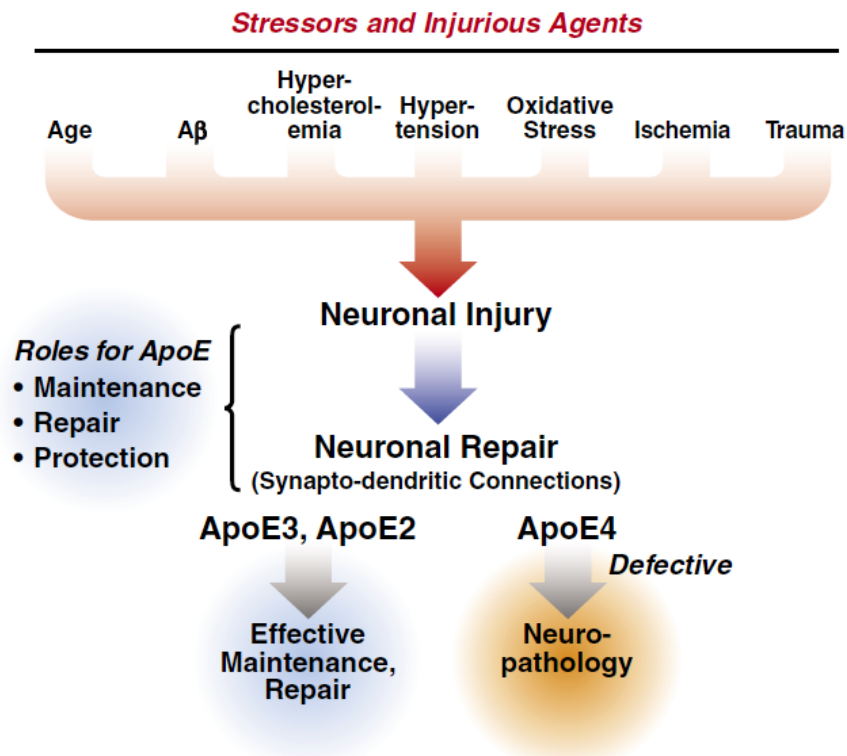 Stressors and Injurious Agents
Age
Aβ
Hyper-
cholesterol-
emia
Hyper-
tension
Oxidative
Stress
Ischemia
Trauma
Neuronal Injury
Roles for ApoE
• Maintenance
• Repair
• Protection
Neuronal Repair
(Synapto-dendritic Connections)
ApoE3, ApoE2
Effective
Maintenance,
Repair
ApoE4
Defective
Neuro-
pathology